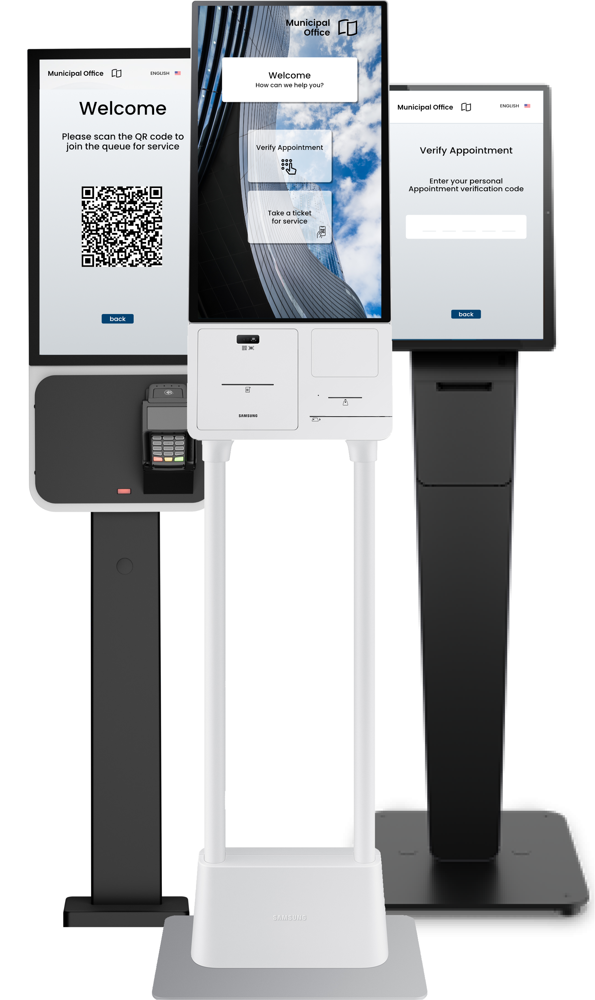 Municipal Office
ENGLISH
Welcome
Please scan the QR code to
join the queue for service
back
Municipal
Office
Welcome
How can we help you?
Verify Appointment
Take a ticket
for service
SAMSUNG
SAMSUNG
Municipal Office
ENGLISH
Verify Appointment
Enter your personal
Appointment verification code
back